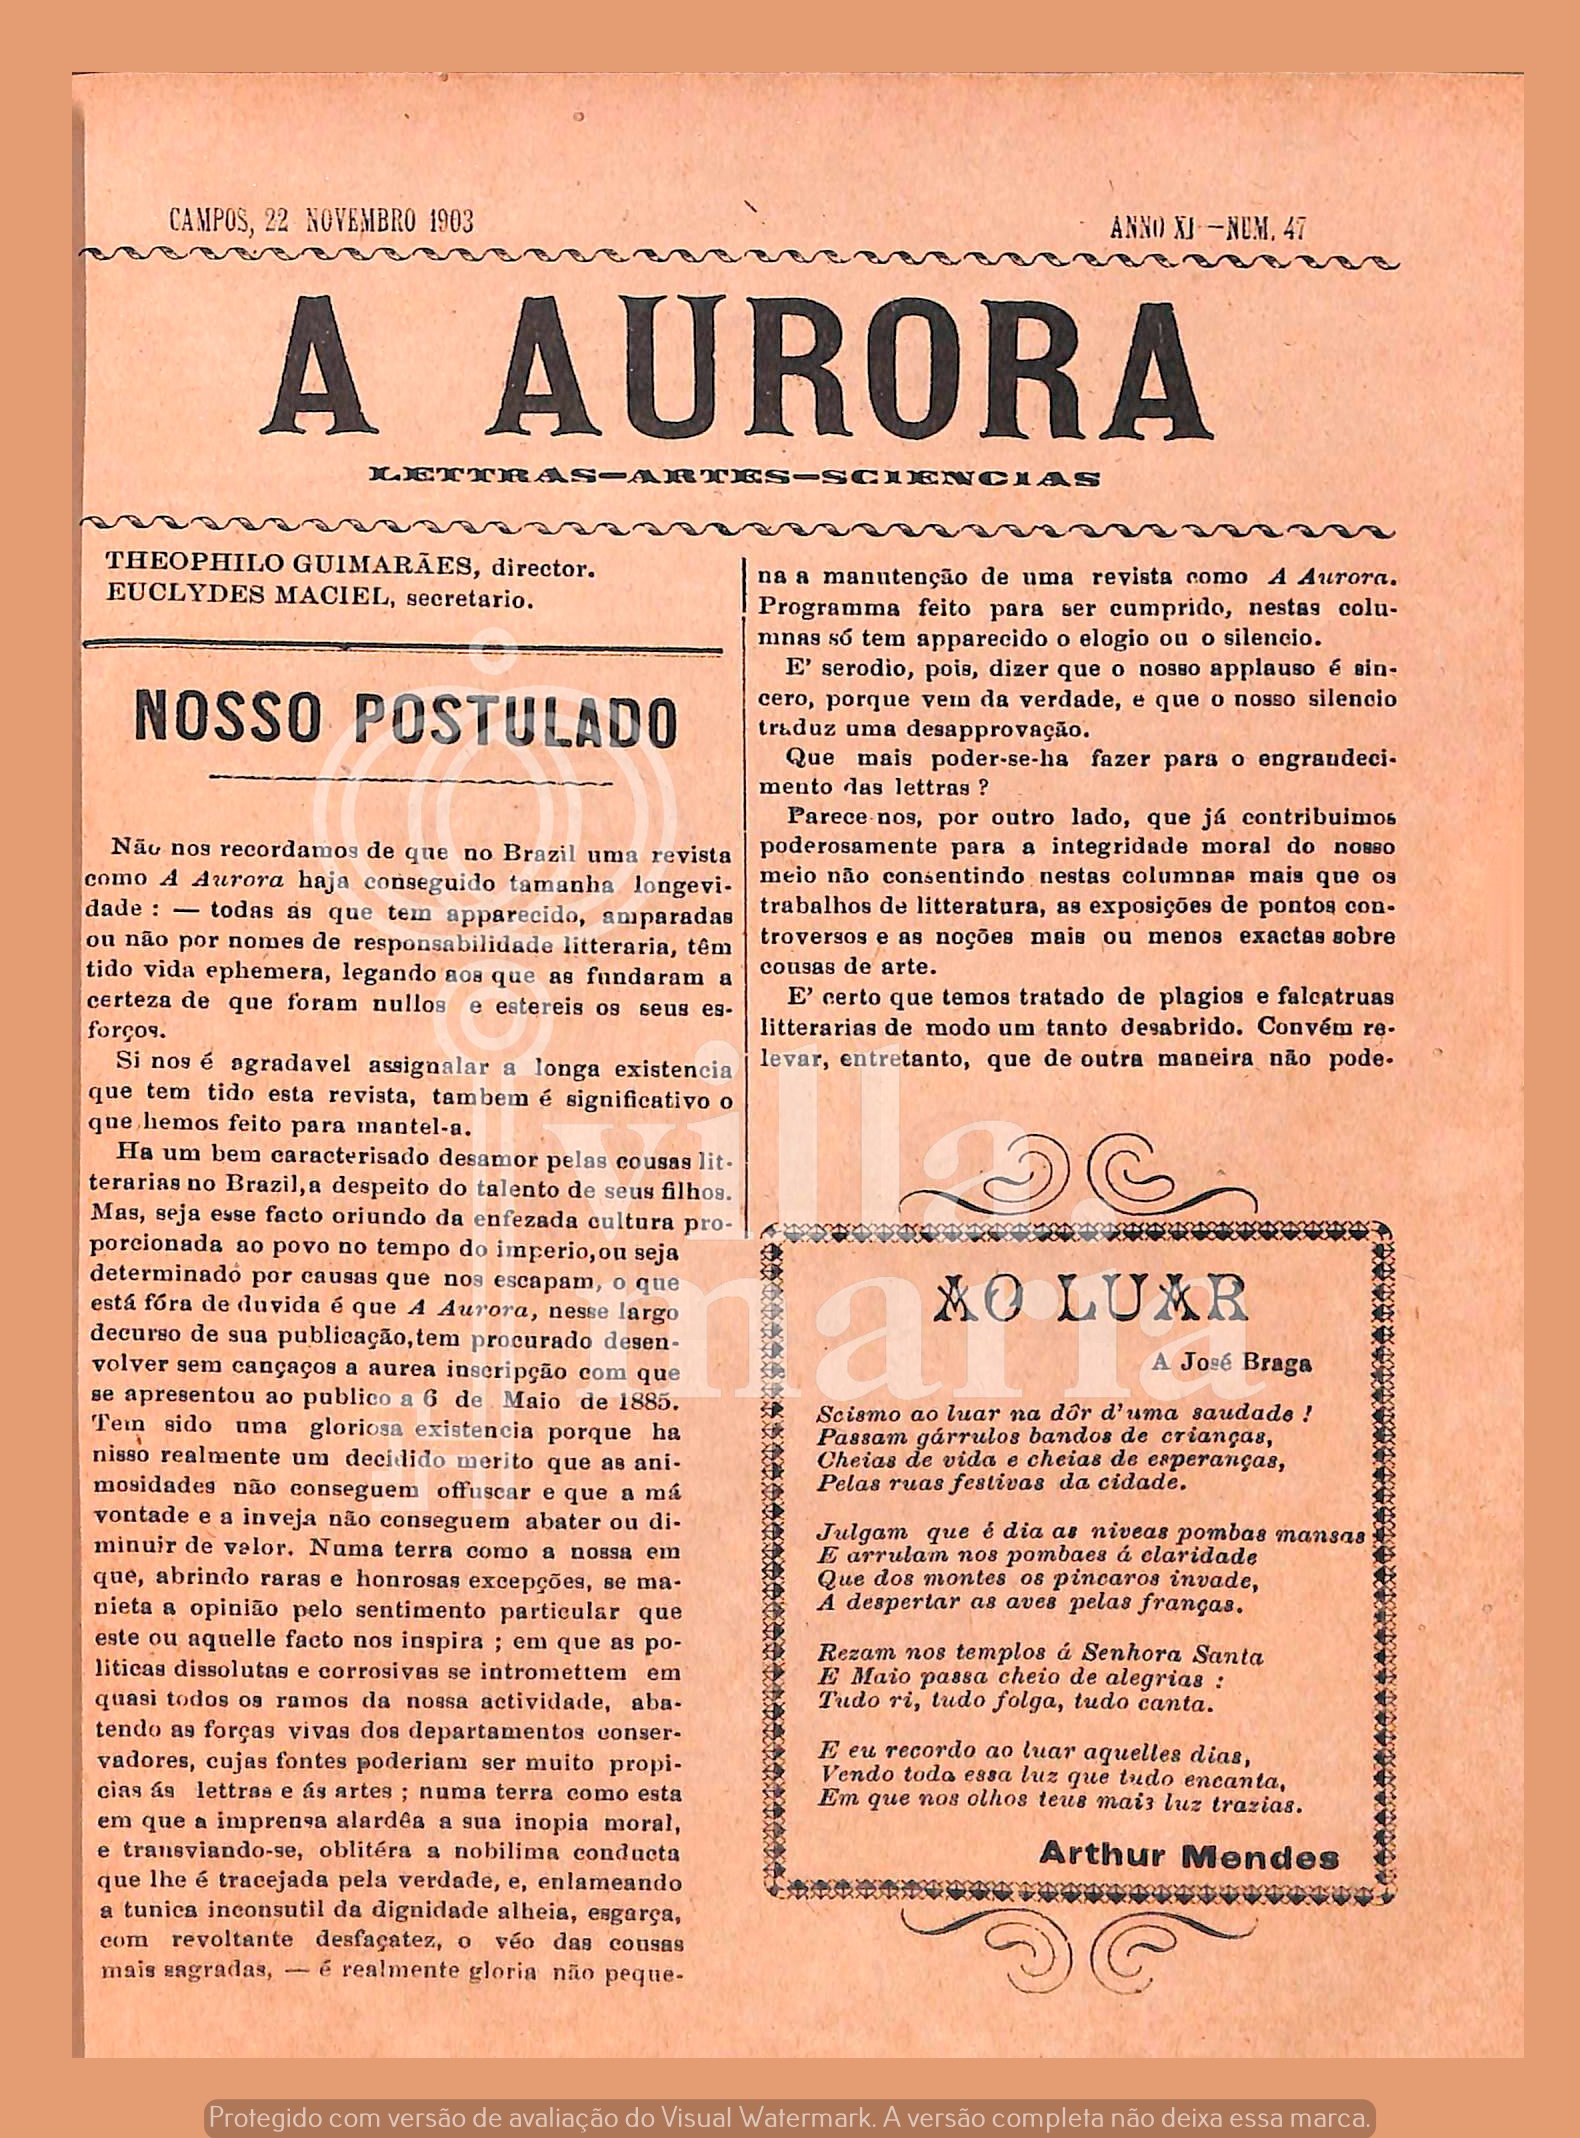 CAMPOS, 22 NOVEMBRO 1903
ANNO XI —NUM. 47
A AURORA
LETTRAS—ARTES—SCIENCIAS
THEOPHILO GUIMARÃES, director.
EUCLYDES MACIEL, secretario.
NOSSO POSTULADO
Não nos recordamos de que no Brazil uma revista
como A Aurora haja conseguido tamanha longevi-
dade : — todas as que tem apparecido, amparadas
ou não por nomes de responsabilidade litteraria, têm
tido vida ephemera, legando aos que as fundaram a
certeza de que foram nullos e estereis os seus es-
forços.
Si nos é agradavel assignalar a longa existencia
que tem tido esta revista, tambem é significativo o
que hemos feito para mantel-a.
Ha um bem caracterisado desamor pelas cousas lit-
terarias no Brazil, a despeito do talento de seus filhos.
Mas, seja esse facto oriundo da enfezada cultura pro-
porcionada ao povo no tempo do imperio, ou seja
determinado por causas que nos escapam, o que
está fóra de duvida é que A Aurora, nesse largo
decurso de sua publicação, tem procurado desen-
volver sem cançaços a aurea inscripção com que
se apresentou ao publico a 6 de Maio de 1885.
Tem sido uma gloriosa existencia porque ha
nisso realmente um decidido merito que as ani-
mosidades não conseguem offuscar e que a má
vontade e a inveja não conseguem abater ou di-
minuir de valor. Numa terra como a nossa em
que, abrindo raras e honrosas excepções, se ma-
nieta a opinião pelo sentimento particular que
este ou aquelle facto nos inspira ; em que as po-
liticas dissolutas e corrosivas se intromettem em
quasi todos os ramos da nossa actividade, aba-
tendo as forças vivas dos departamentos conser-
vadores, cujas fontes poderiam ser muito propi-
cias ás lettras e ás artes ; numa terra como esta
em que a imprensa alardêa a sua inopia moral,
e transviando-se, oblitéra a nobilima conducta
que lhe é tracejada pela verdade, e, enlameando
a tunica inconsutil da dignidade alheia, esgarça,
com revoltante desfaçatez, o véo das cousas
mais sagradas, — é realmente gloria não peque-
na a manutenção de uma revista como A Aurora.
Programma feito para ser cumprido, nestas colu-
mnas só tem apparecido o elogio ou o silencio.
E' serodio, pois, dizer que o nosso applauso é sin-
cero, porque vem da verdade, e que o nosso silencio
traduz uma desapprovação.
Que mais poder-se-ha fazer para o engrandeci-
mento das lettras ?
Parece-nos, por outro lado, que já contribuimos
poderosamente para a integridade moral do nosso
meio não consentindo nestas columnas mais que os
trabalhos de litteratura, as exposições de pontos con-
troversos e as noções mais ou menos exactas sobre
cousas de arte.
E' certo que temos tratado de plagios e falcatruas
litterarias de modo um tanto desabrido. Convém re-
levar, entretanto, que de outra maneira não pode-
AO LUAR
A José Braga
Scismo ao luar na dôr d'uma saudade !
Passam gárrulos bandos de crianças,
Cheias de vida e cheias de esperanças,
Pelas ruas festivas da cidade.
Julgam que é dia as niveas pombas mansas
E arrulam nos pombaes á claridade
Que dos montes os pincaros invade,
A despertar as aves pelas franças.
Rezam nos templos á Senhora Santa
E Maio passa cheio de alegrias :
Tudo ri, tudo folga, tudo canta.
E eu recordo ao luar aquelles dias,
Vendo toda essa luz que tudo encanta,
Em que nos olhos teus mais luz trazias.
Arthur Mendes
villa
maria
Protegido com versão de avaliação do Visual Watermark. A versão completa não deixa essa marca.